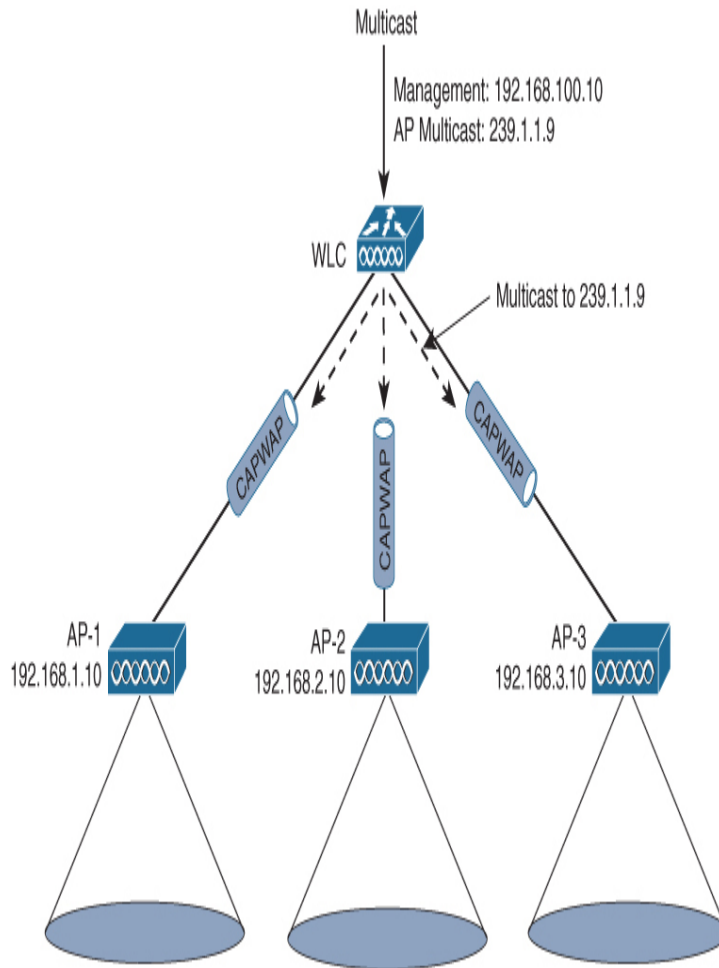 Multicast
Management: 192.168.100.10
AP Multicast: 239.1.1.9
WLC
Multicast to 239.1.1.9
CAPWAP
CAPWAP
CAPWAP
AP-1
192.168.1.10
AP-2
192.168.2.10
AP-3
192.168.3.10